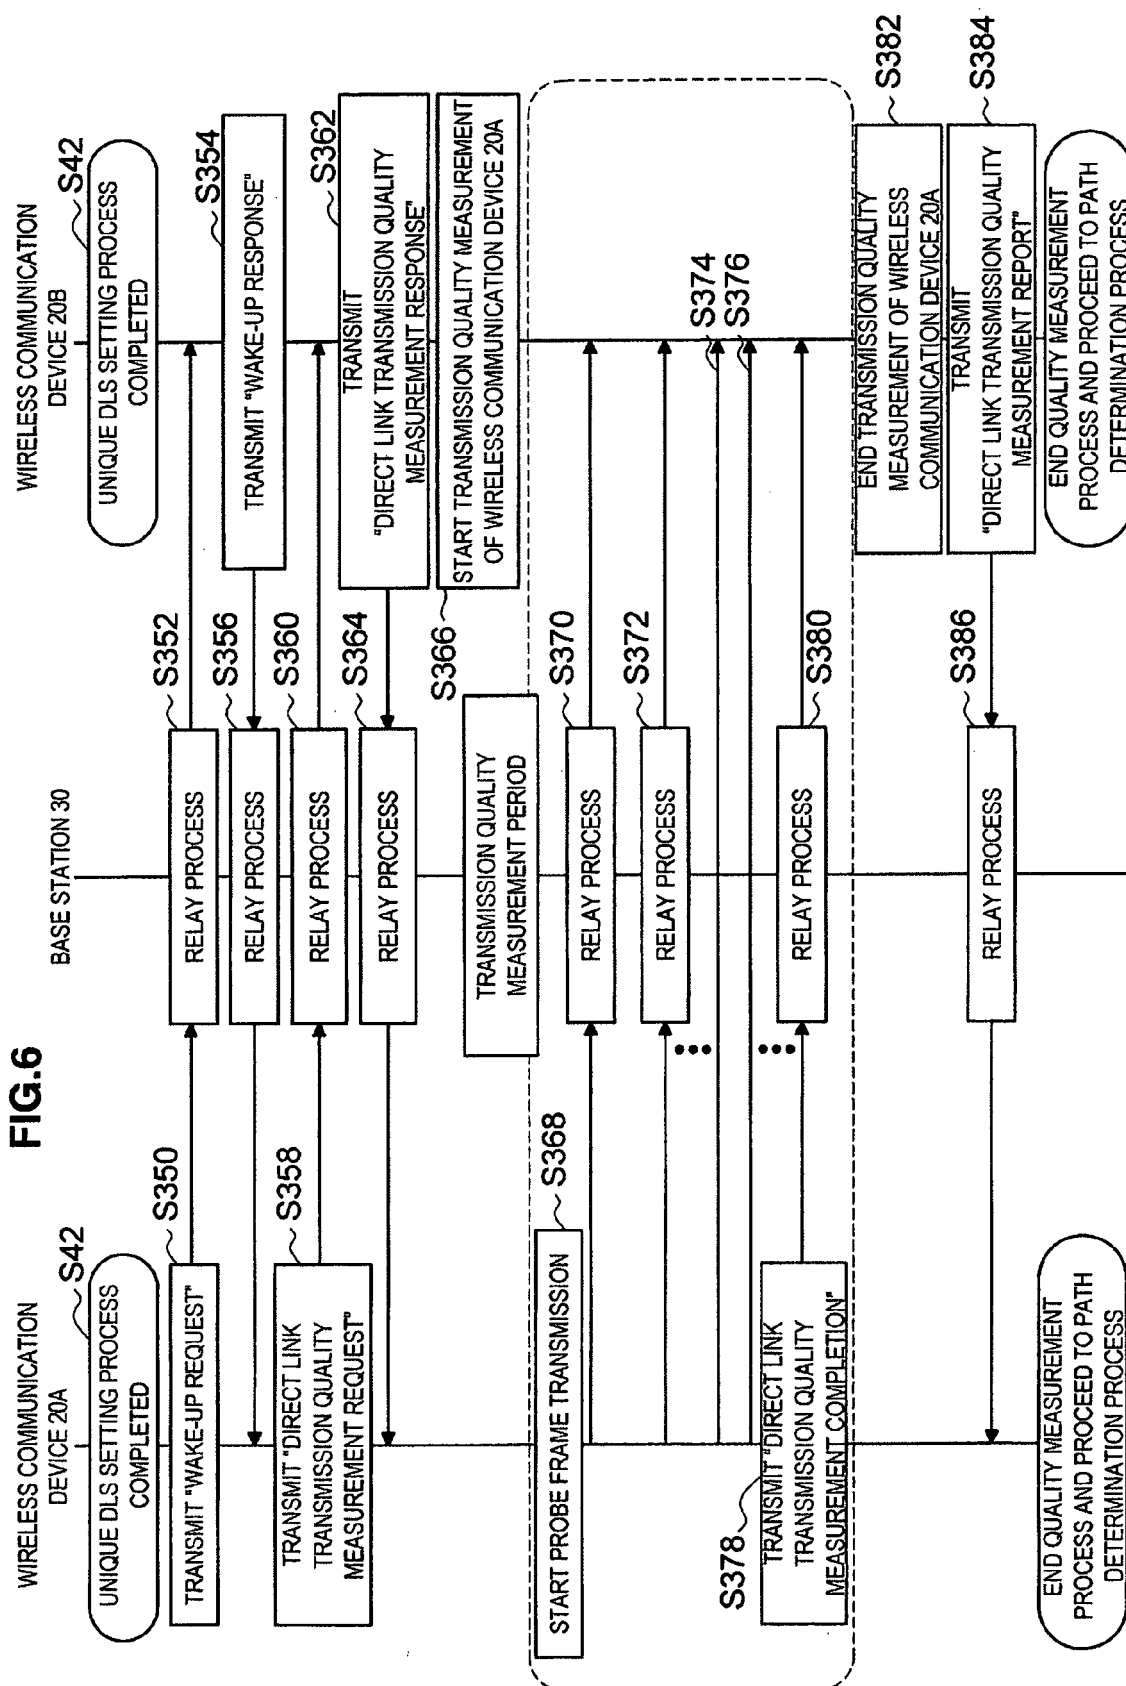 FIG.6
WIRELESS COMMUNICATION
DEVICE 20A
BASE STATION 30
WIRELESS COMMUNICATION
DEVICE 20B
S42
UNIQUE DLS SETTING PROCESS
COMPLETED
S42
UNIQUE DLS SETTING PROCESS
COMPLETED
S350
TRANSMIT "WAKE-UP REQUEST"
S352
RELAY PROCESS
S354
TRANSMIT "WAKE-UP RESPONSE"
S356
RELAY PROCESS
S358
TRANSMIT "DIRECT LINK
TRANSMISSION QUALITY
MEASUREMENT REQUEST"
S360
RELAY PROCESS
S362
TRANSMIT
"DIRECT LINK TRANSMISSION QUALITY
MEASUREMENT RESPONSE"
S364
RELAY PROCESS
S366
START TRANSMISSION QUALITY MEASUREMENT
OF WIRELESS COMMUNICATION DEVICE 20A
TRANSMISSION QUALITY
MEASUREMENT PERIOD
S368
START PROBE FRAME TRANSMISSION
S370
RELAY PROCESS
S372
RELAY PROCESS
S374
S376
S378
TRANSMIT "DIRECT LINK
TRANSMISSION QUALITY
MEASUREMENT COMPLETION"
S380
RELAY PROCESS
S382
END TRANSMISSION QUALITY
MEASUREMENT OF WIRELESS
COMMUNICATION DEVICE 20A
S384
TRANSMIT
"DIRECT LINK TRANSMISSION QUALITY
MEASUREMENT REPORT"
S386
RELAY PROCESS
END QUALITY MEASUREMENT
PROCESS AND PROCEED TO PATH
DETERMINATION PROCESS
END QUALITY MEASUREMENT
PROCESS AND PROCEED TO PATH
DETERMINATION PROCESS